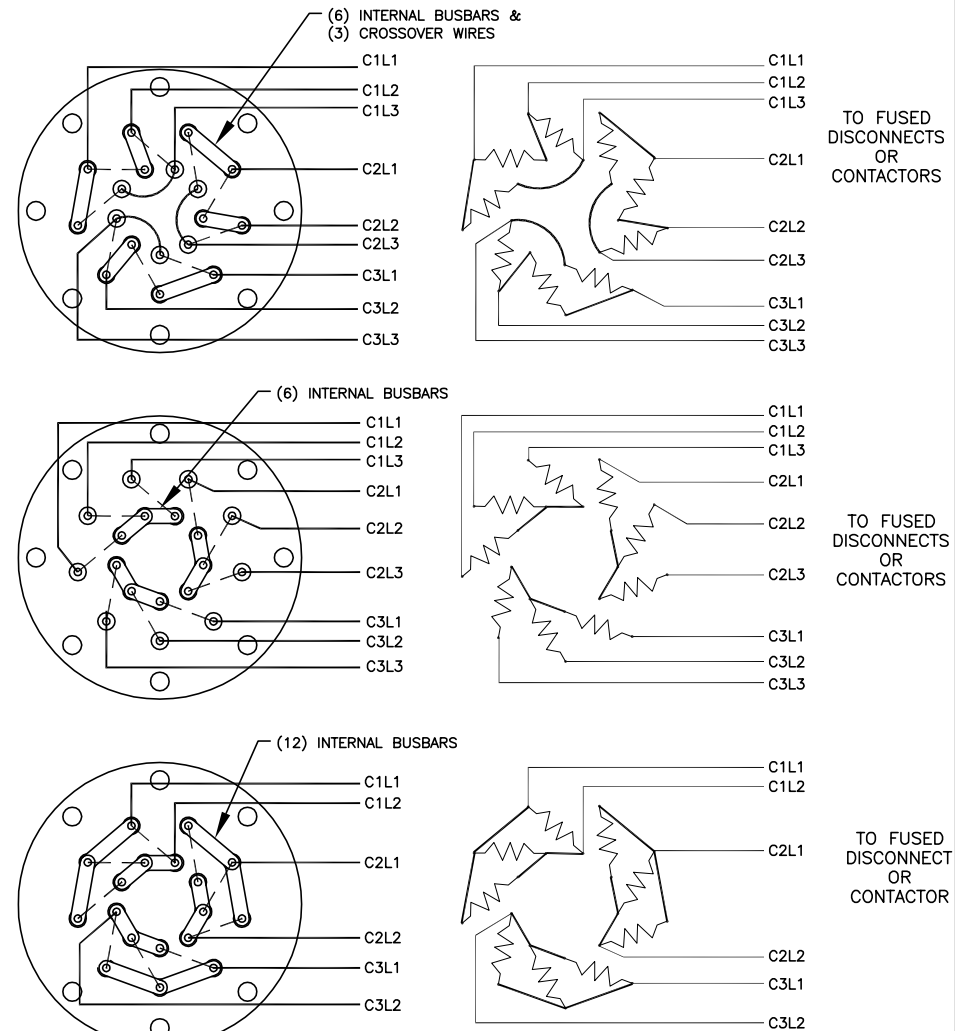 (6) INTERNAL BUSBARS &
(3) CROSSOVER WIRES
C1L1
C1L2
C1L3
C2L1
C2L2
C2L3
C3L1
C3L2
C3L3
C1L1
C1L2
C1L3
C2L1
C2L2
C2L3
C3L1
C3L2
C3L3
TO FUSED
DISCONNECTS
OR
CONTACTORS
(6) INTERNAL BUSBARS
C1L1
C1L2
C1L3
C2L1
C2L2
C2L3
C3L1
C3L2
C3L3
C1L1
C1L2
C1L3
C2L1
C2L2
C2L3
C3L1
C3L2
C3L3
TO FUSED
DISCONNECTS
OR
CONTACTORS
(12) INTERNAL BUSBARS
C1L1
C1L2
C2L1
C2L2
C3L1
C3L2
C1L1
C1L2
C2L1
C2L2
C3L1
C3L2
TO FUSED
DISCONNECT
OR
CONTACTOR